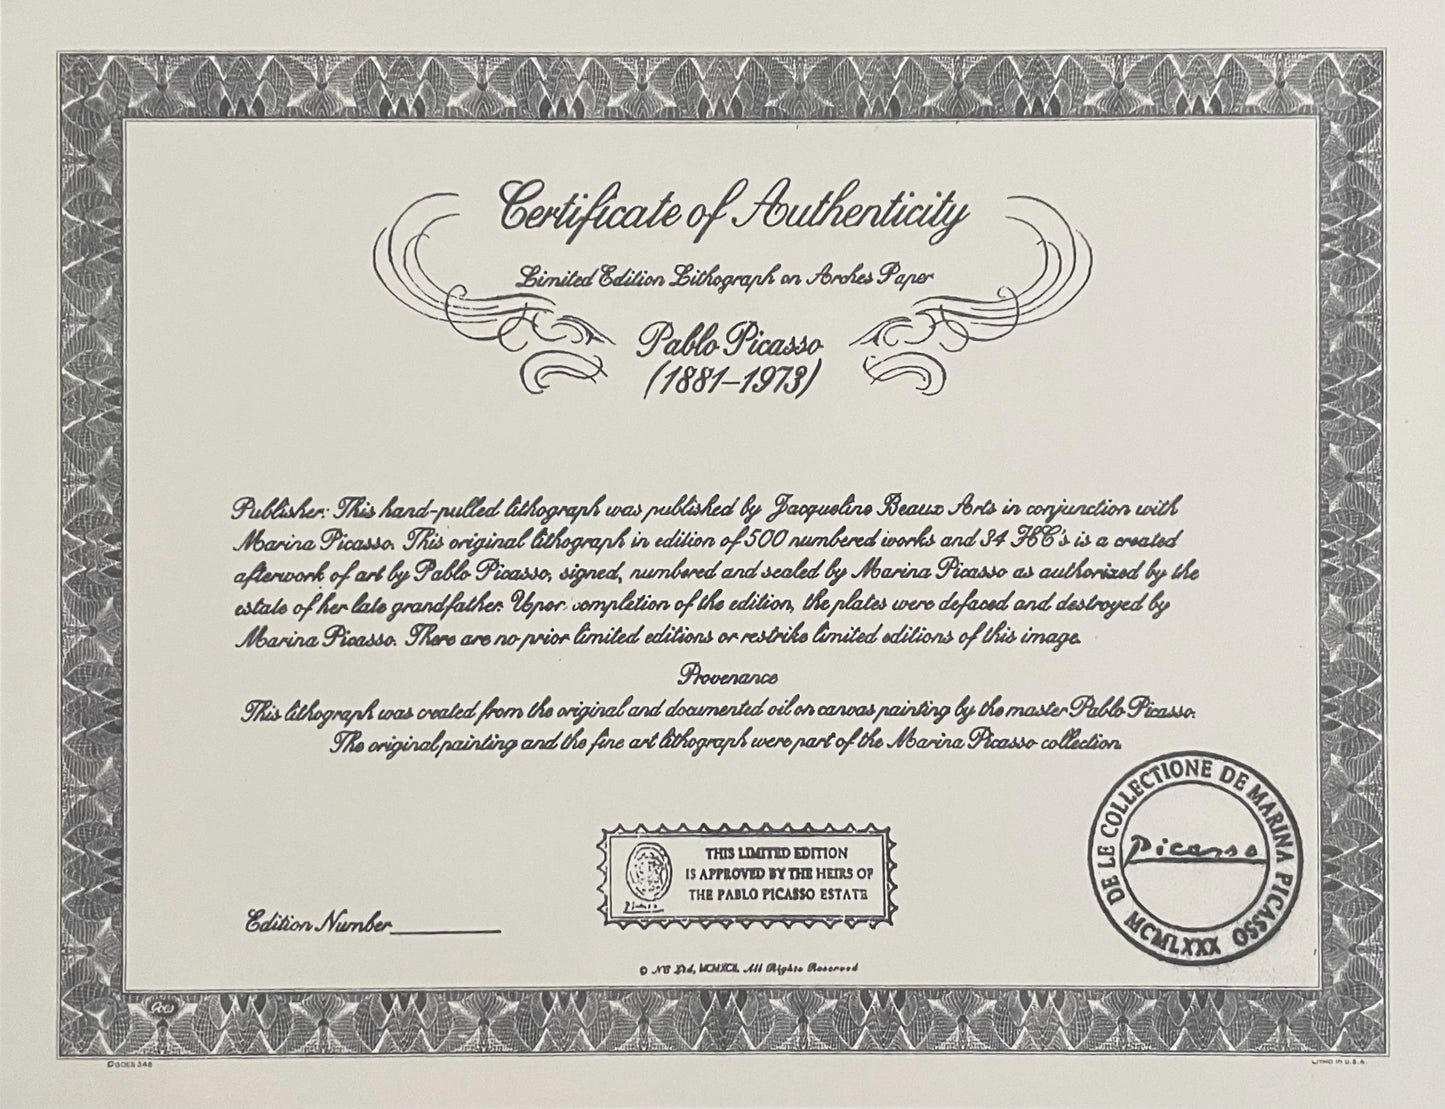 Certificate of Authenticity
Limited Edition Lithograph on Arches Paper
Pablo Picasso
(1881–1973)
Publisher: This hand-pulled lithograph was published by Jacqueline Beaux Arts in conjunction with
Marina Picasso. This original lithograph in edition of 500 numbered works and 34 HC's is a created
afterwork of art by Pablo Picasso, signed, numbered and sealed by Marina Picasso as authorized by the
estate of her late grandfather. Upon completion of the edition, the plates were defaced and destroyed by
Marina Picasso. There are no prior limited editions or restrike limited editions of this image.
Provenance
This lithograph was created from the original and documented oil on canvas painting by the master Pablo Picasso.
The original painting and the fine art lithograph were part of the Marina Picasso collection.
DE LE COLLECTIONE DE MARINA PICASSO
Picasso
MCMLXXX
THIS LIMITED EDITION
IS APPROVED BY THE HEIRS OF
THE PABLO PICASSO ESTATE
Picasso
Edition Number__________
© NB Ltd, MCMXCII. All Rights Reserved
Goes
© GOES 348
LITHO IN U.S.A.